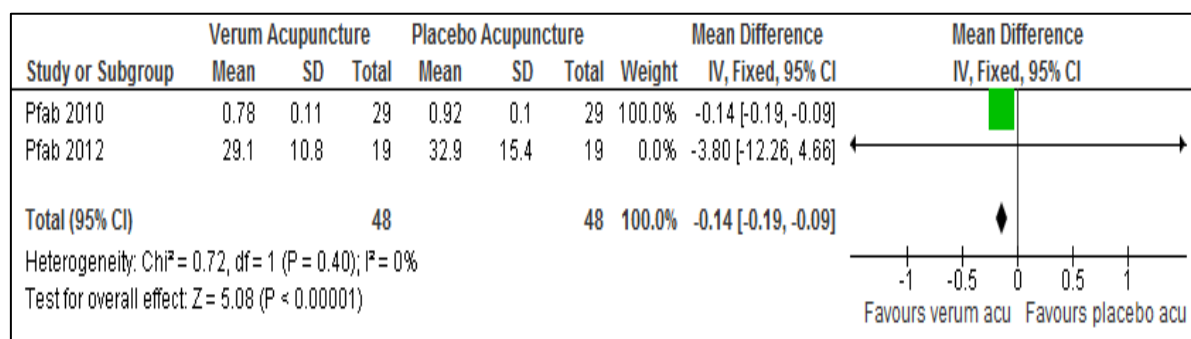 Verum Acupuncture Placebo Acupuncture Mean Difference Mean Difference
Study or Subgroup Mean SD Total Mean SD Total Weight IV, Fixed, 95% CI IV, Fixed, 95% CI
Pfab 2010 0.78 0.11 29 0.92 0.1 29 100.0% -0.14 [-0.19, -0.09]
Pfab 2012 29.1 10.8 19 32.9 15.4 19 0.0% -3.80 [-12.26, 4.66]
Total (95% CI) 48 48 100.0% -0.14 [-0.19, -0.09]
Heterogeneity: Chi² = 0.72, df = 1 (P = 0.40); I² = 0%
Test for overall effect: Z = 5.08 (P < 0.00001)
-1 -0.5 0 0.5 1
Favours verum acu Favours placebo acu